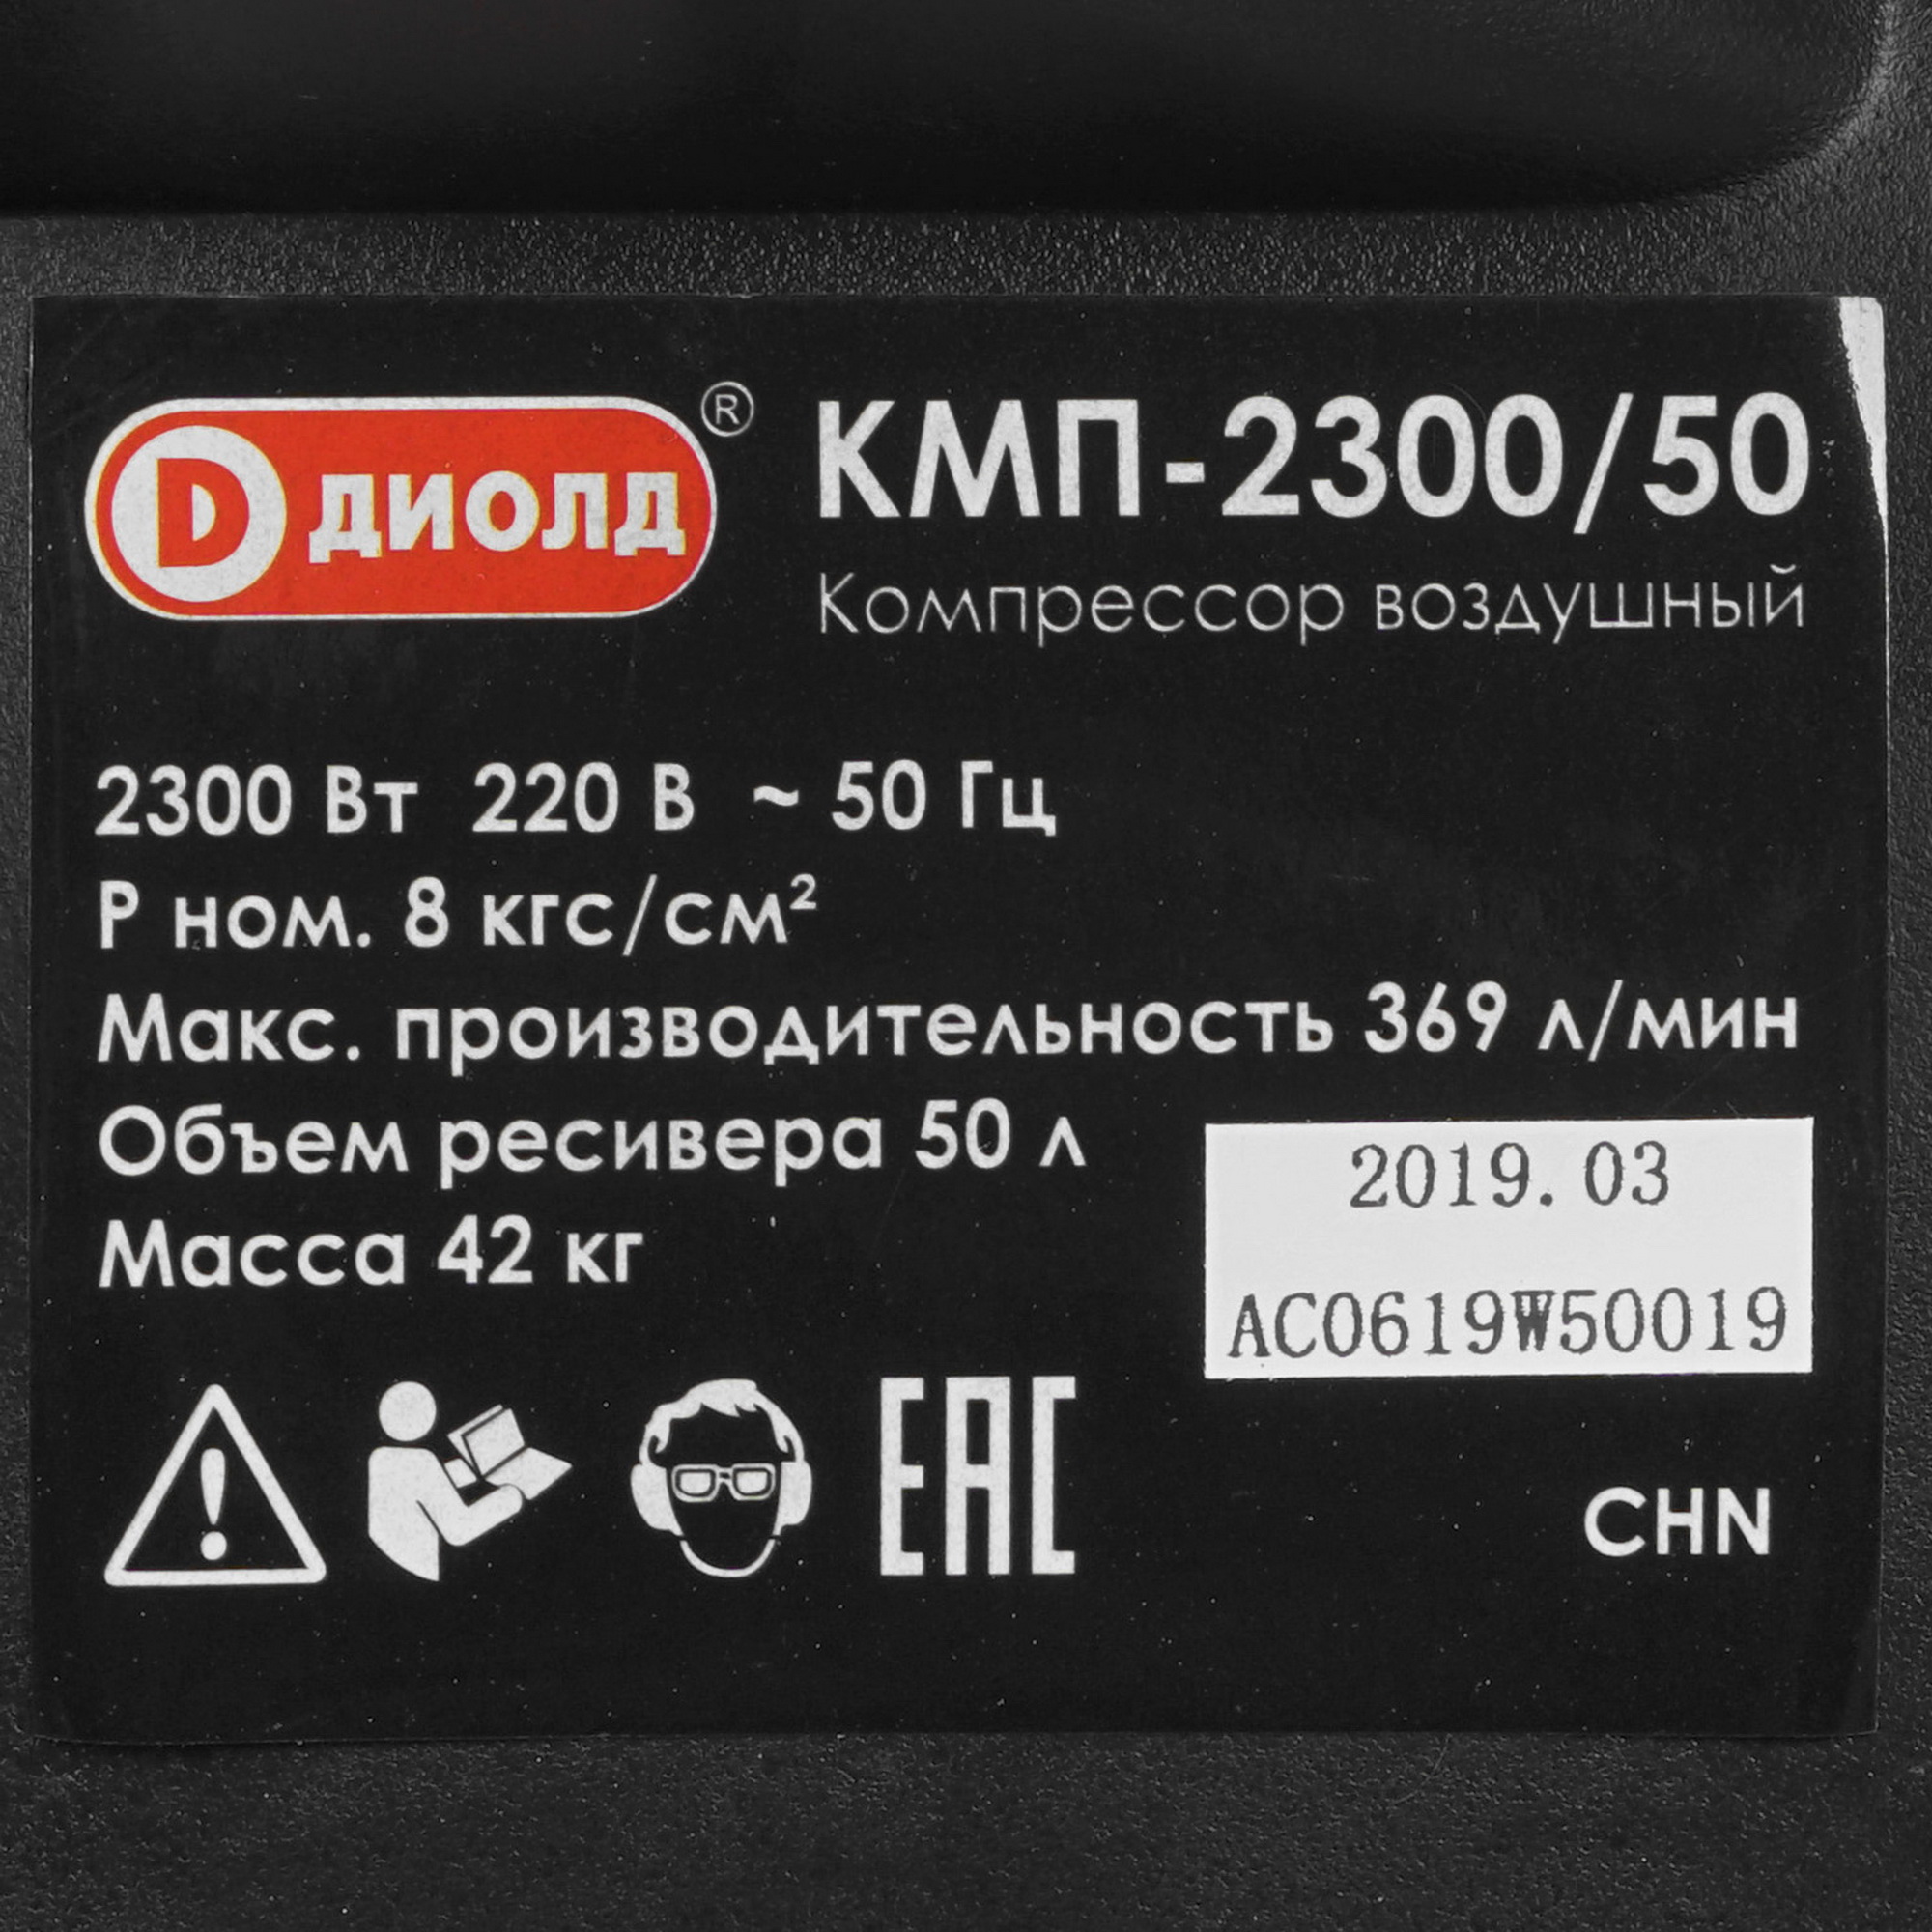 ДИОЛД ®
КМП-2300/50
Компрессор воздушный
2300 Вт 220 В ~ 50 Гц
Р ном. 8 кгс/см²
Макс. производительность 369 л/мин
Объем ресивера 50 л
Масса 42 кг
2019.03
AC0619W50019
EAC
CHN